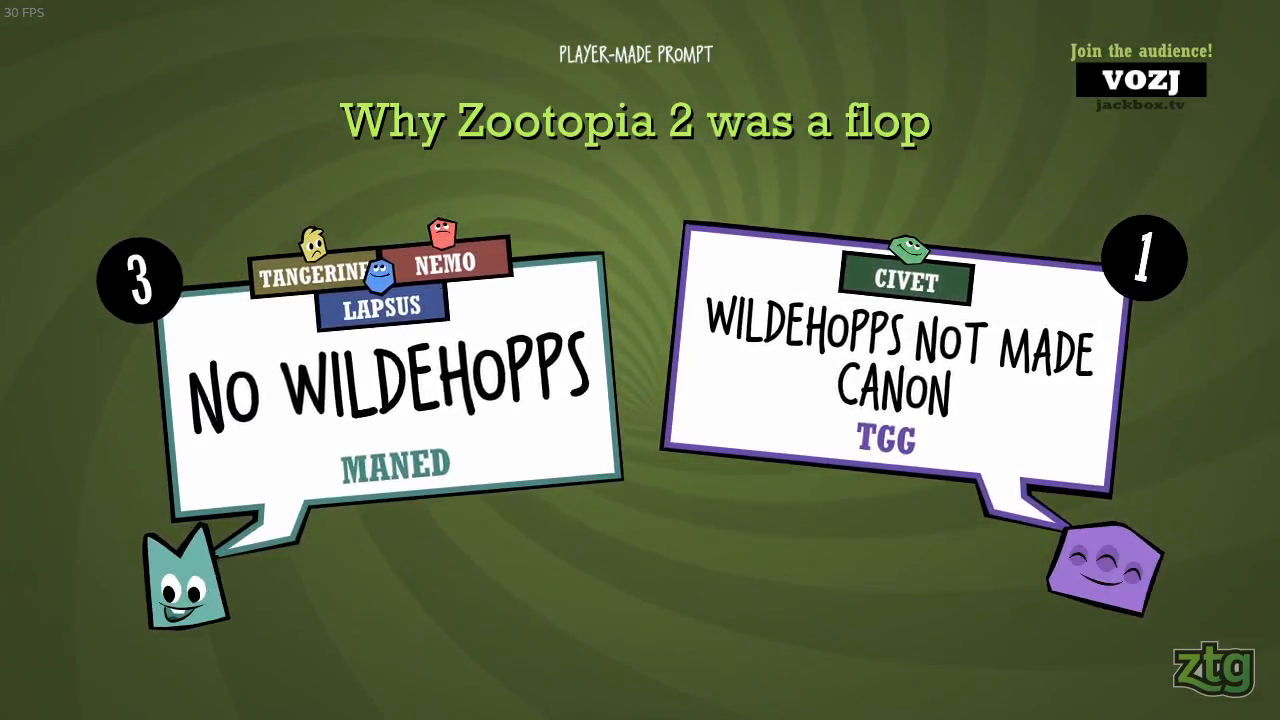 30 FPS
PLAYER-MADE PROMPT
Join the audience!
VOZJ
jackbox.tv
Why Zootopia 2 was a flop
3
TANGERINE
NEMO
LAPSUS
NO WILDEHOPPS
MANED
1
CIVET
WILDEHOPPS NOT MADE
CANON
TGG
ztg